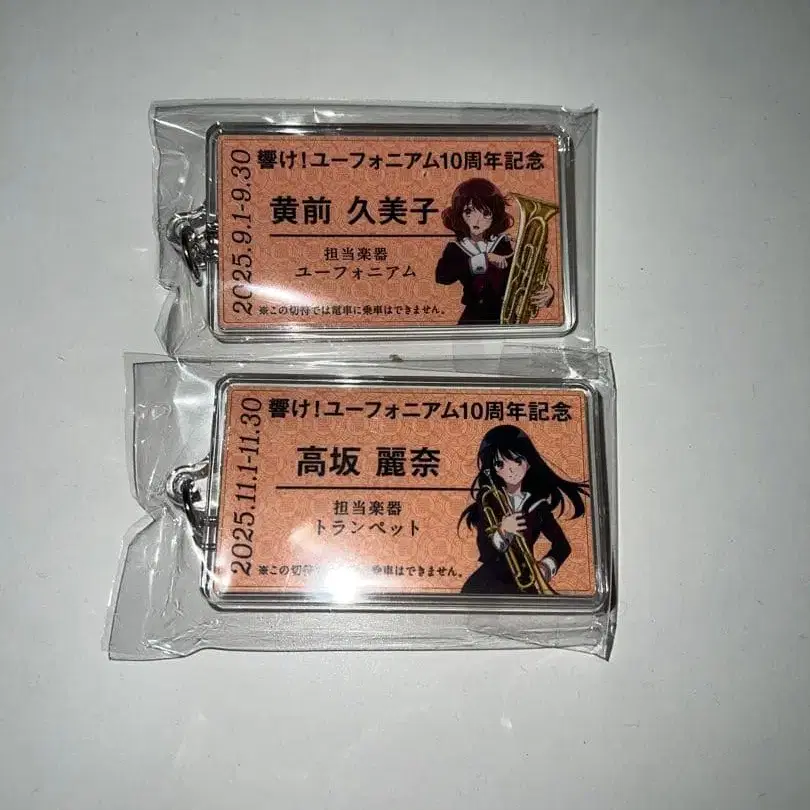 響け!ユーフォニアム10周年記念
黄前 久美子
担当楽器
ユーフォニアム
※この切符では電車に乗車はできません。
2025.9.1-9.30
響け!ユーフォニアム10周年記念
高坂 麗奈
担当楽器
トランペット
※この切符で 乗車はできません。
2025.11.1-11.30